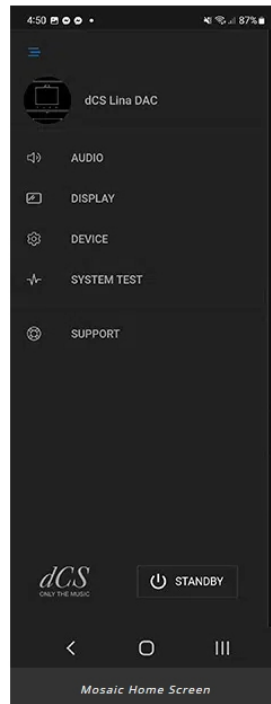 4:50
87%
dCS Lina DAC
AUDIO
DISPLAY
DEVICE
SYSTEM TEST
SUPPORT
dCS
ONLY THE MUSIC
STANDBY
Mosaic Home Screen